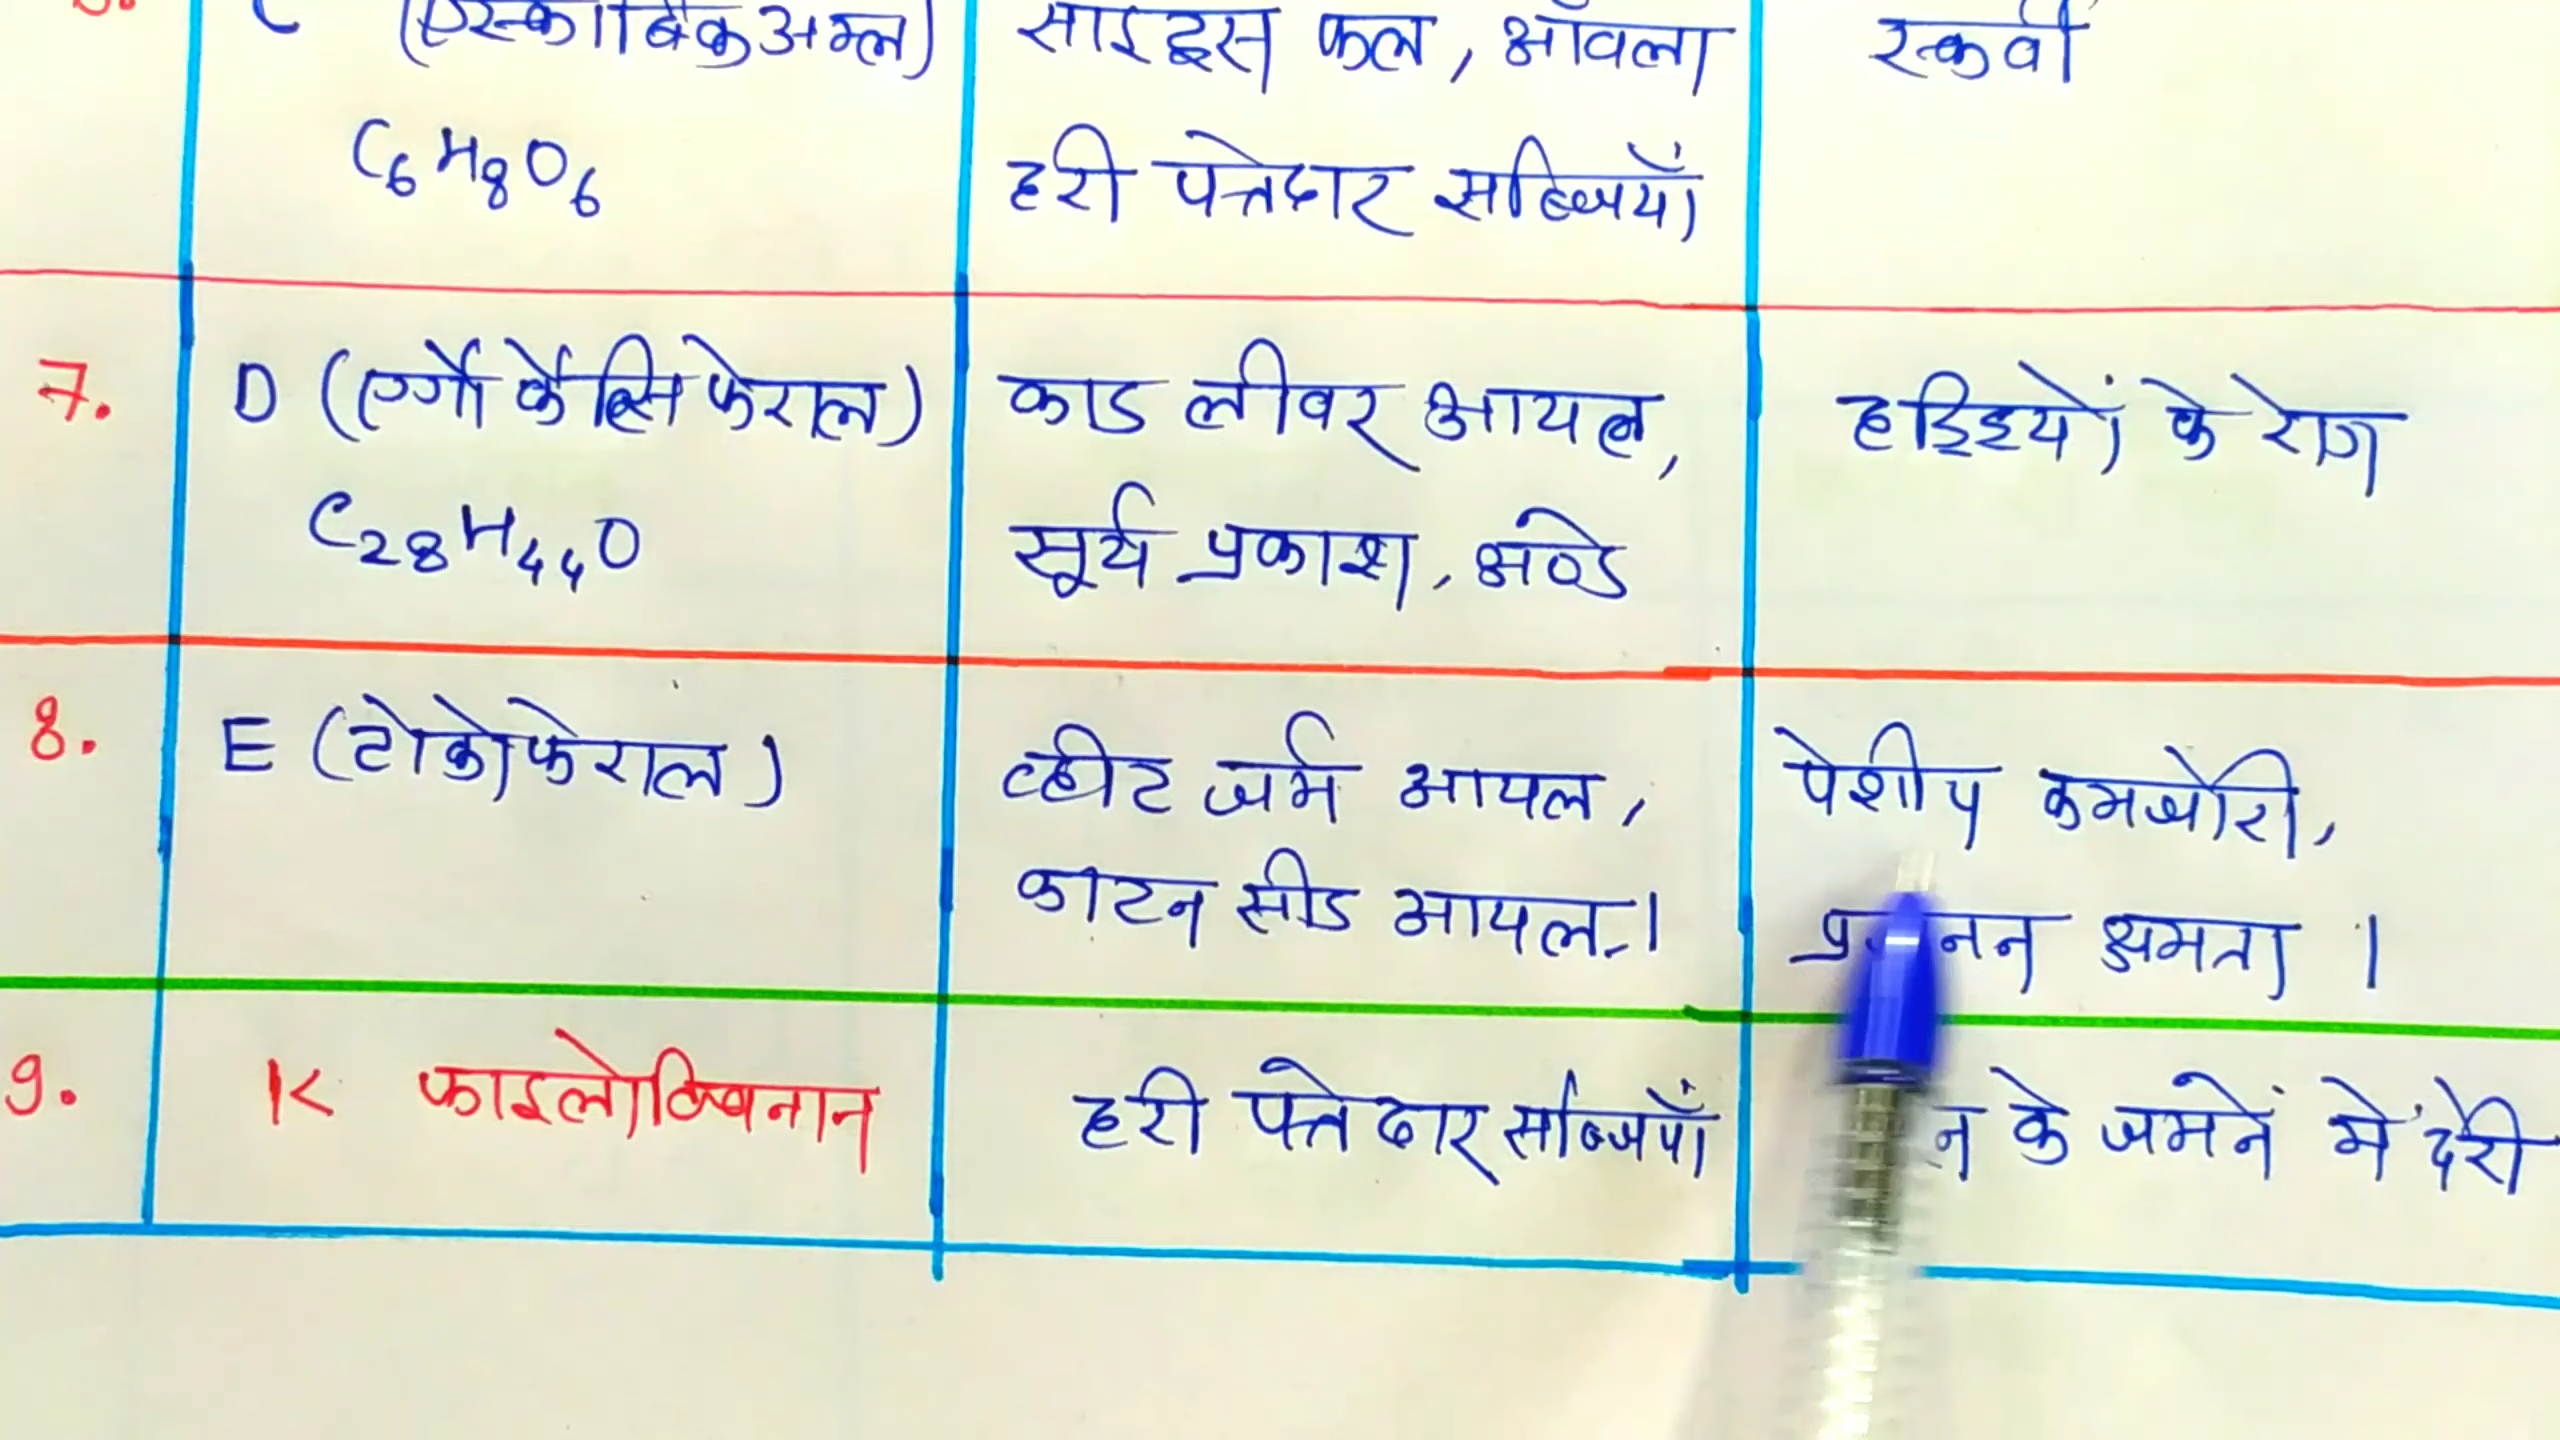 C (एस्कार्बिक अम्ल) साइट्रस फल, आँवला स्कर्वी
C₆H₈O₆ हरी पत्तेदार सब्जियाँ
7. D (एर्गो कैल्सिफेराल) काड लीवर आयल, हड्डियों के रोग
C₂₈H₄₄O सूर्य प्रकाश, अण्डे
8. E (टोकोफेराल) व्हीट जर्म आयल, पेशीय कमजोरी,
काटन सीड आयल। क्षमता ।
9. K फाइलोक्विनान हरी पत्तेदार सब्जियाँ के जमनें में देरी